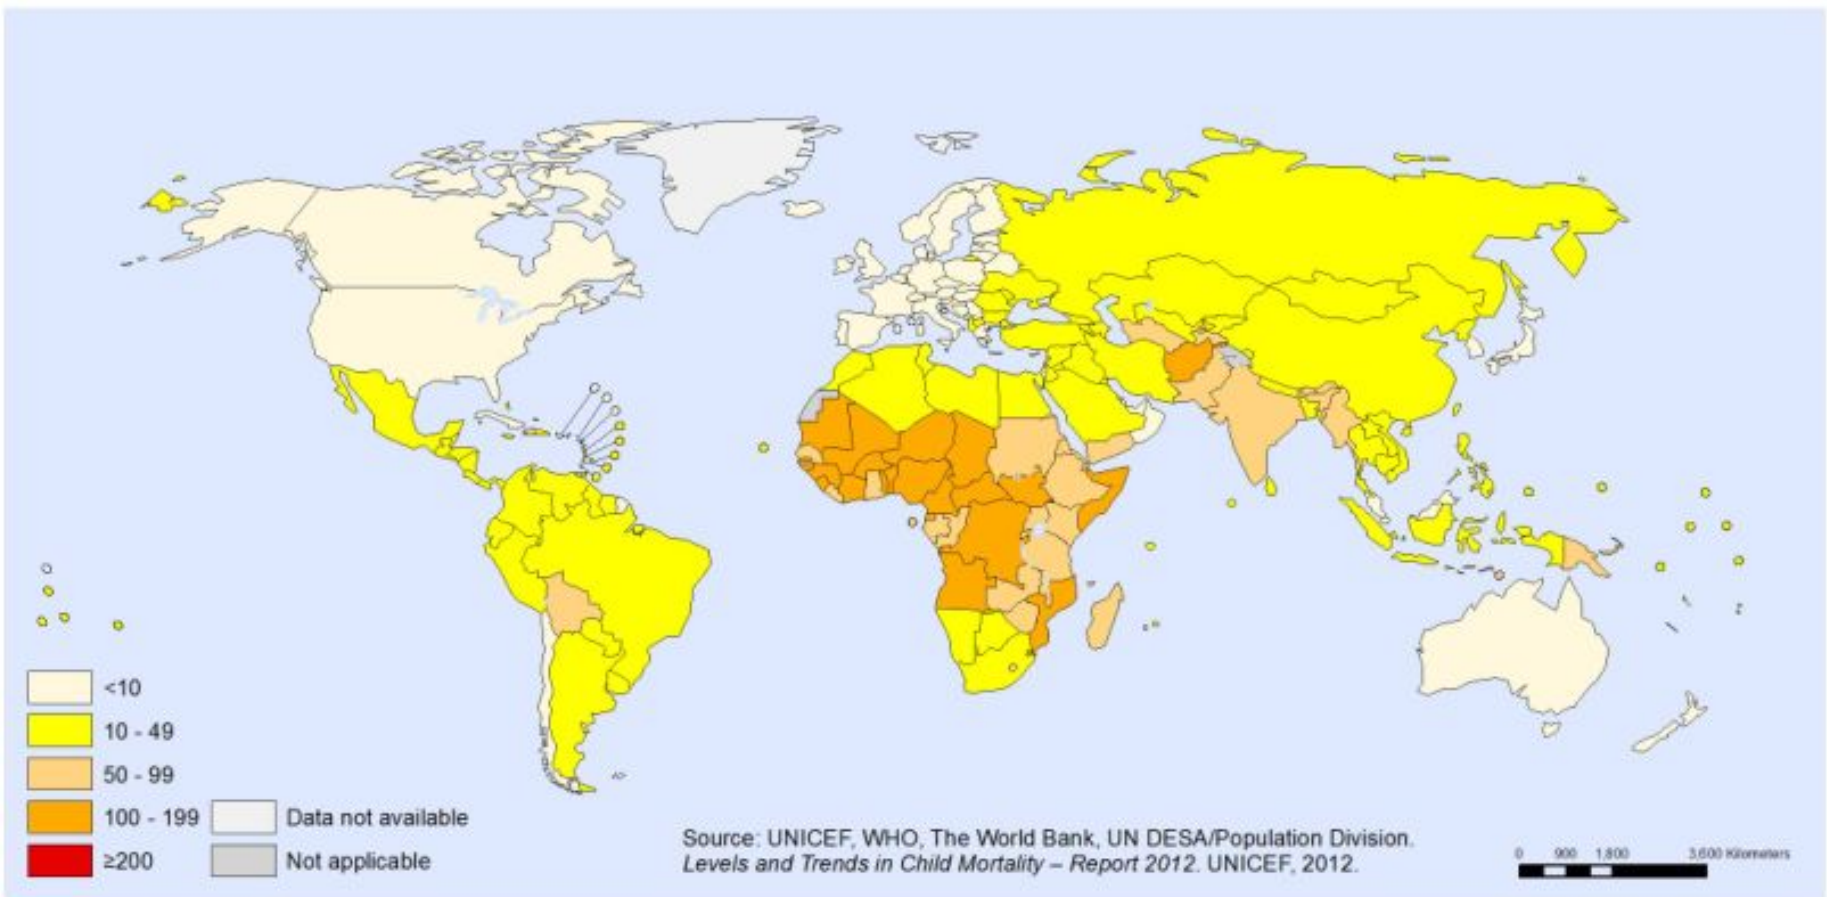 <10
10 - 49
50 - 99
100 - 199
≥200
Data not available
Not applicable
Source: UNICEF, WHO, The World Bank, UN DESA/Population Division.
Levels and Trends in Child Mortality – Report 2012. UNICEF, 2012.
0 900 1,800 3,600 Kilometers